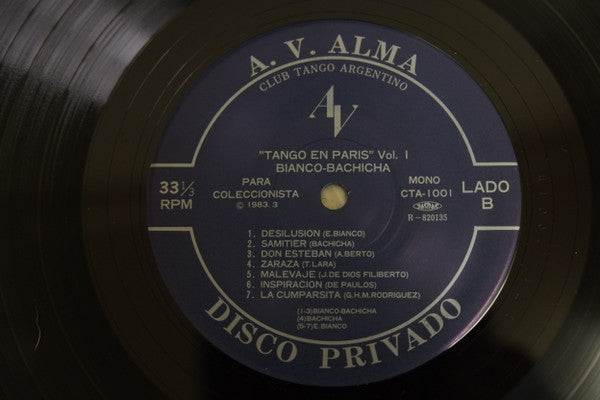 A. V. ALMA
CLUB TANGO ARGENTINO
AV
"TANGO EN PARIS" Vol. 1
BIANCO-BACHICHA
33 1/3 RPM
PARA COLECCIONISTA
Ⓒ 1983. 3
MONO
CTA-1001
R-820135
LADO B
1. DESILUSION (E.BIANCO)
2. SAMITIER (BACHICHA)
3. DON ESTEBAN (A.BERTO)
4. ZARAZA (T.LARA)
5. MALEVAJE (J.DE DIOS FILIBERTO)
6. INSPIRACION (DE PAULOS)
7. LA CUMPARSITA (G.H.M.RODRIGUEZ)
(1-3)BIANCO-BACHICHA
(4)BACHICHA
(5-7)E.BIANCO
DISCO PRIVADO